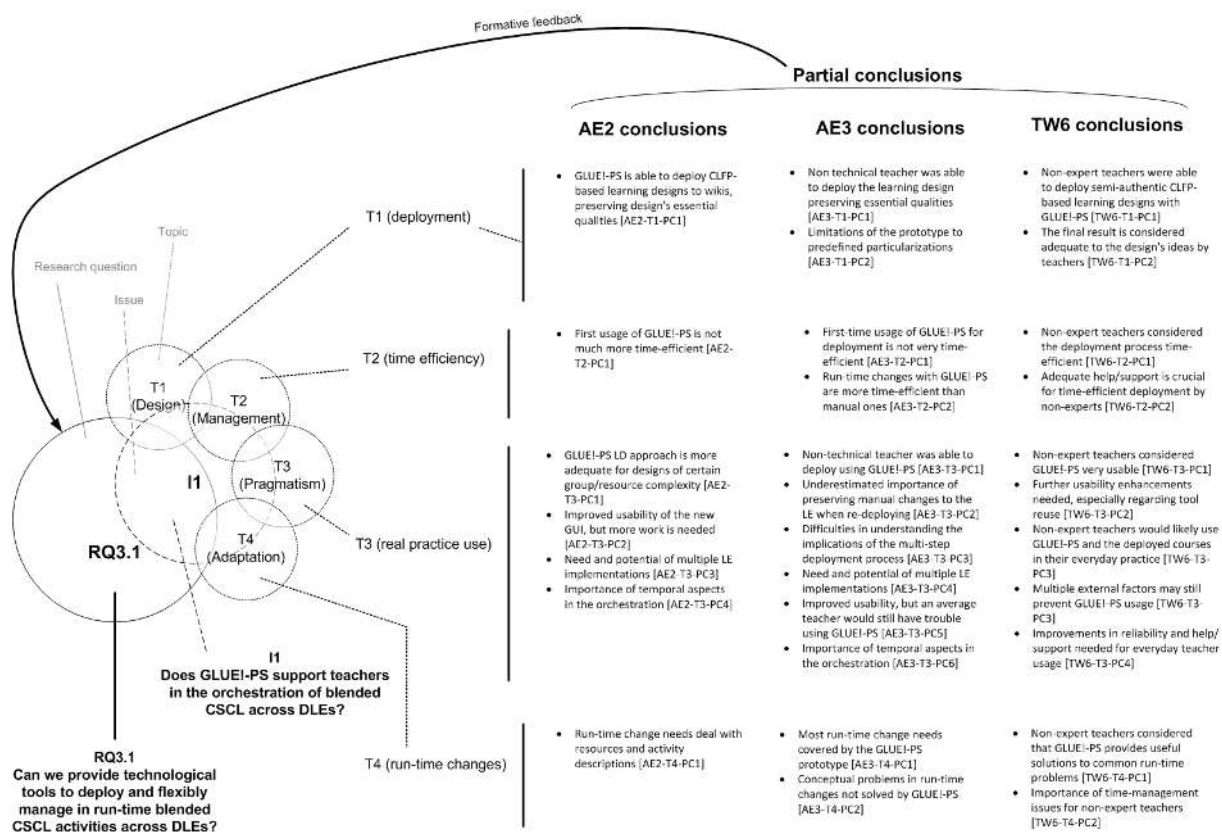 Formative feedback
Partial conclusions
AE2 conclusions
AE3 conclusions
TW6 conclusions
Research question
Topic
Issue
T1
(Design)
T2
(Management)
T3
(Pragmatism)
T4
(Adaptation)
I1
RQ3.1
I1
Does GLUE!-PS support teachers
in the orchestration of blended
CSCL across DLEs?
RQ3.1
Can we provide technological
tools to deploy and flexibly
manage in run-time blended
CSCL activities across DLEs?
T1 (deployment)
• GLUE!-PS is able to deploy CLFP-
based learning designs to wikis,
preserving design's essential
qualities [AE2-T1-PC1]
• Non technical teacher was able
to deploy the learning design
preserving essential qualities
[AE3-T1-PC1]
• Limitations of the prototype to
predefined particularizations
[AE3-T1-PC2]
• Non-expert teachers were able
to deploy semi-authentic CLFP-
based learning designs with
GLUE!-PS [TW6-T1-PC1]
• The final result is considered
adequate to the design's ideas by
teachers [TW6-T1-PC2]
T2 (time efficiency)
• First usage of GLUE!-PS is not
much more time-efficient [AE2-
T2-PC1]
• First-time usage of GLUE!-PS for
deployment is not very time-
efficient [AE3-T2-PC1]
• Run-time changes with GLUE!-PS
are more time-efficient than
manual ones [AE3-T2-PC2]
• Non-expert teachers considered
the deployment process time-
efficient [TW6-T2-PC1]
• Adequate help/support is crucial
for time-efficient deployment by
non-experts [TW6-T2-PC2]
T3 (real practice use)
• GLUE!-PS LD approach is more
adequate for designs of certain
group/resource complexity [AE2-
T3-PC1]
• Improved usability of the new
GUI, but more work is needed
[AE2-T3-PC2]
• Need and potential of multiple LE
implementations [AE2-T3-PC3]
• Importance of temporal aspects
in the orchestration [AE2-T3-PC4]
• Non-technical teacher was able to
deploy using GLUE!-PS [AE3-T3-PC1]
• Underestimated importance of
preserving manual changes to the
LE when re-deploying [AE3-T3-PC2]
• Difficulties in understanding the
implications of the multi-step
deployment process [AE3-T3-PC3]
• Need and potential of multiple LE
implementations [AE3-T3-PC4]
• Improved usability, but an average
teacher would still have trouble
using GLUE!-PS [AE3-T3-PC5]
• Importance of temporal aspects in
the orchestration [AE3-T3-PC6]
• Non-expert teachers considered
GLUE!-PS very usable [TW6-T3-PC1]
• Further usability enhancements
needed, especially regarding tool
reuse [TW6-T3-PC2]
• Non-expert teachers would likely use
GLUE!-PS and the deployed courses
in their everyday practice [TW6-T3-
PC3]
• Multiple external factors may still
prevent GLUE!-PS usage [TW6-T3-
PC3]
• Improvements in reliability and help/
support needed for everyday teacher
usage [TW6-T3-PC4]
T4 (run-time changes)
• Run-time change needs deal with
resources and activity
descriptions [AE2-T4-PC1]
• Most run-time change needs
covered by the GLUE!-PS
prototype [AE3-T4-PC1]
• Conceptual problems in run-time
changes not solved by GLUE!-PS
[AE3-T4-PC2]
• Non-expert teachers considered
that GLUE!-PS provides useful
solutions to common run-time
problems [TW6-T4-PC1]
• Importance of time-management
issues for non-expert teachers
[TW6-T4-PC2]